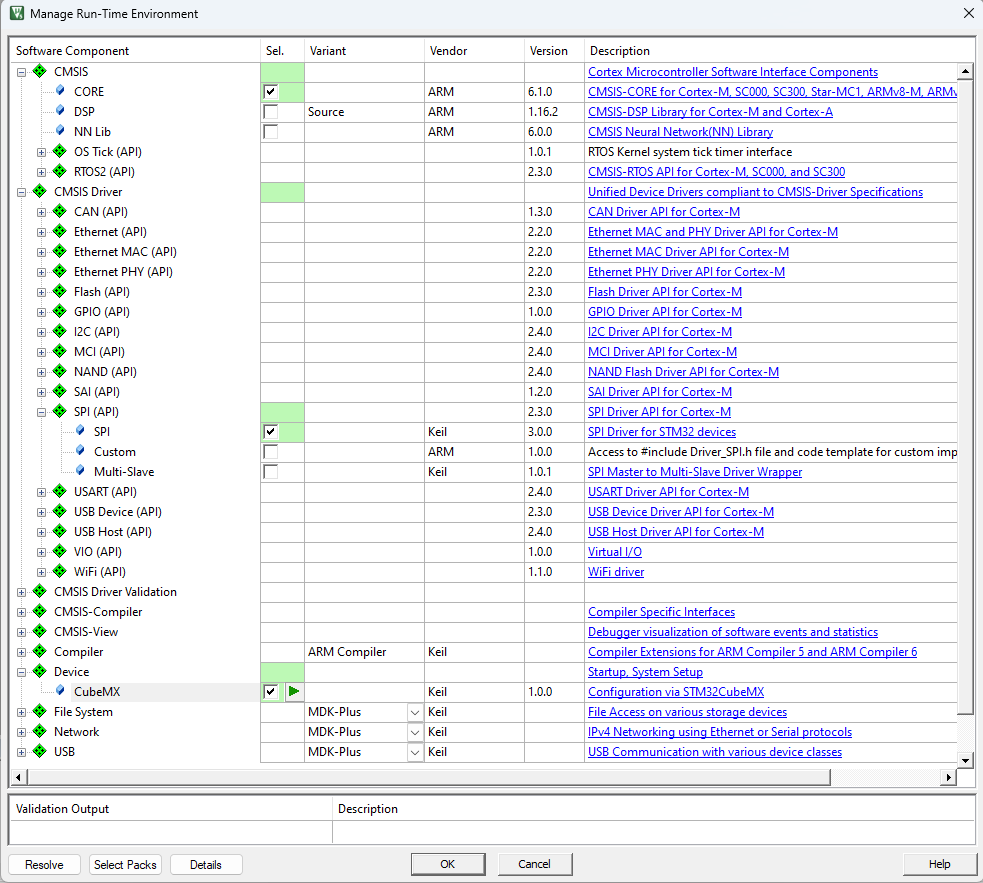 Manage Run-Time Environment
Software Component Sel. Variant Vendor Version Description
CMSIS Cortex Microcontroller Software Interface Components
CORE ARM 6.1.0 CMSIS-CORE for Cortex-M, SC000, SC300, Star-MC1, ARMv8-M, ARMv
DSP Source ARM 1.16.2 CMSIS-DSP Library for Cortex-M and Cortex-A
NN Lib ARM 6.0.0 CMSIS Neural Network(NN) Library
OS Tick (API) 1.0.1 RTOS Kernel system tick timer interface
RTOS2 (API) 2.3.0 CMSIS-RTOS API for Cortex-M, SC000, and SC300
CMSIS Driver Unified Device Drivers compliant to CMSIS-Driver Specifications
CAN (API) 1.3.0 CAN Driver API for Cortex-M
Ethernet (API) 2.2.0 Ethernet MAC and PHY Driver API for Cortex-M
Ethernet MAC (API) 2.2.0 Ethernet MAC Driver API for Cortex-M
Ethernet PHY (API) 2.2.0 Ethernet PHY Driver API for Cortex-M
Flash (API) 2.3.0 Flash Driver API for Cortex-M
GPIO (API) 1.0.0 GPIO Driver API for Cortex-M
I2C (API) 2.4.0 I2C Driver API for Cortex-M
MCI (API) 2.4.0 MCI Driver API for Cortex-M
NAND (API) 2.4.0 NAND Flash Driver API for Cortex-M
SAI (API) 1.2.0 SAI Driver API for Cortex-M
SPI (API) 2.3.0 SPI Driver API for Cortex-M
SPI Keil 3.0.0 SPI Driver for STM32 devices
Custom ARM 1.0.0 Access to #include Driver_SPI.h file and code template for custom imp
Multi-Slave Keil 1.0.1 SPI Master to Multi-Slave Driver Wrapper
USART (API) 2.4.0 USART Driver API for Cortex-M
USB Device (API) 2.3.0 USB Device Driver API for Cortex-M
USB Host (API) 2.4.0 USB Host Driver API for Cortex-M
VIO (API) 1.0.0 Virtual I/O
WiFi (API) 1.1.0 WiFi driver
CMSIS Driver Validation
CMSIS-Compiler Compiler Specific Interfaces
CMSIS-View Debugger visualization of software events and statistics
Compiler ARM Compiler Keil Compiler Extensions for ARM Compiler 5 and ARM Compiler 6
Device Startup, System Setup
CubeMX Keil 1.0.0 Configuration via STM32CubeMX
File System MDK-Plus Keil File Access on various storage devices
Network MDK-Plus Keil IPv4 Networking using Ethernet or Serial protocols
USB MDK-Plus Keil USB Communication with various device classes
Validation Output Description
Resolve Select Packs Details OK Cancel Help